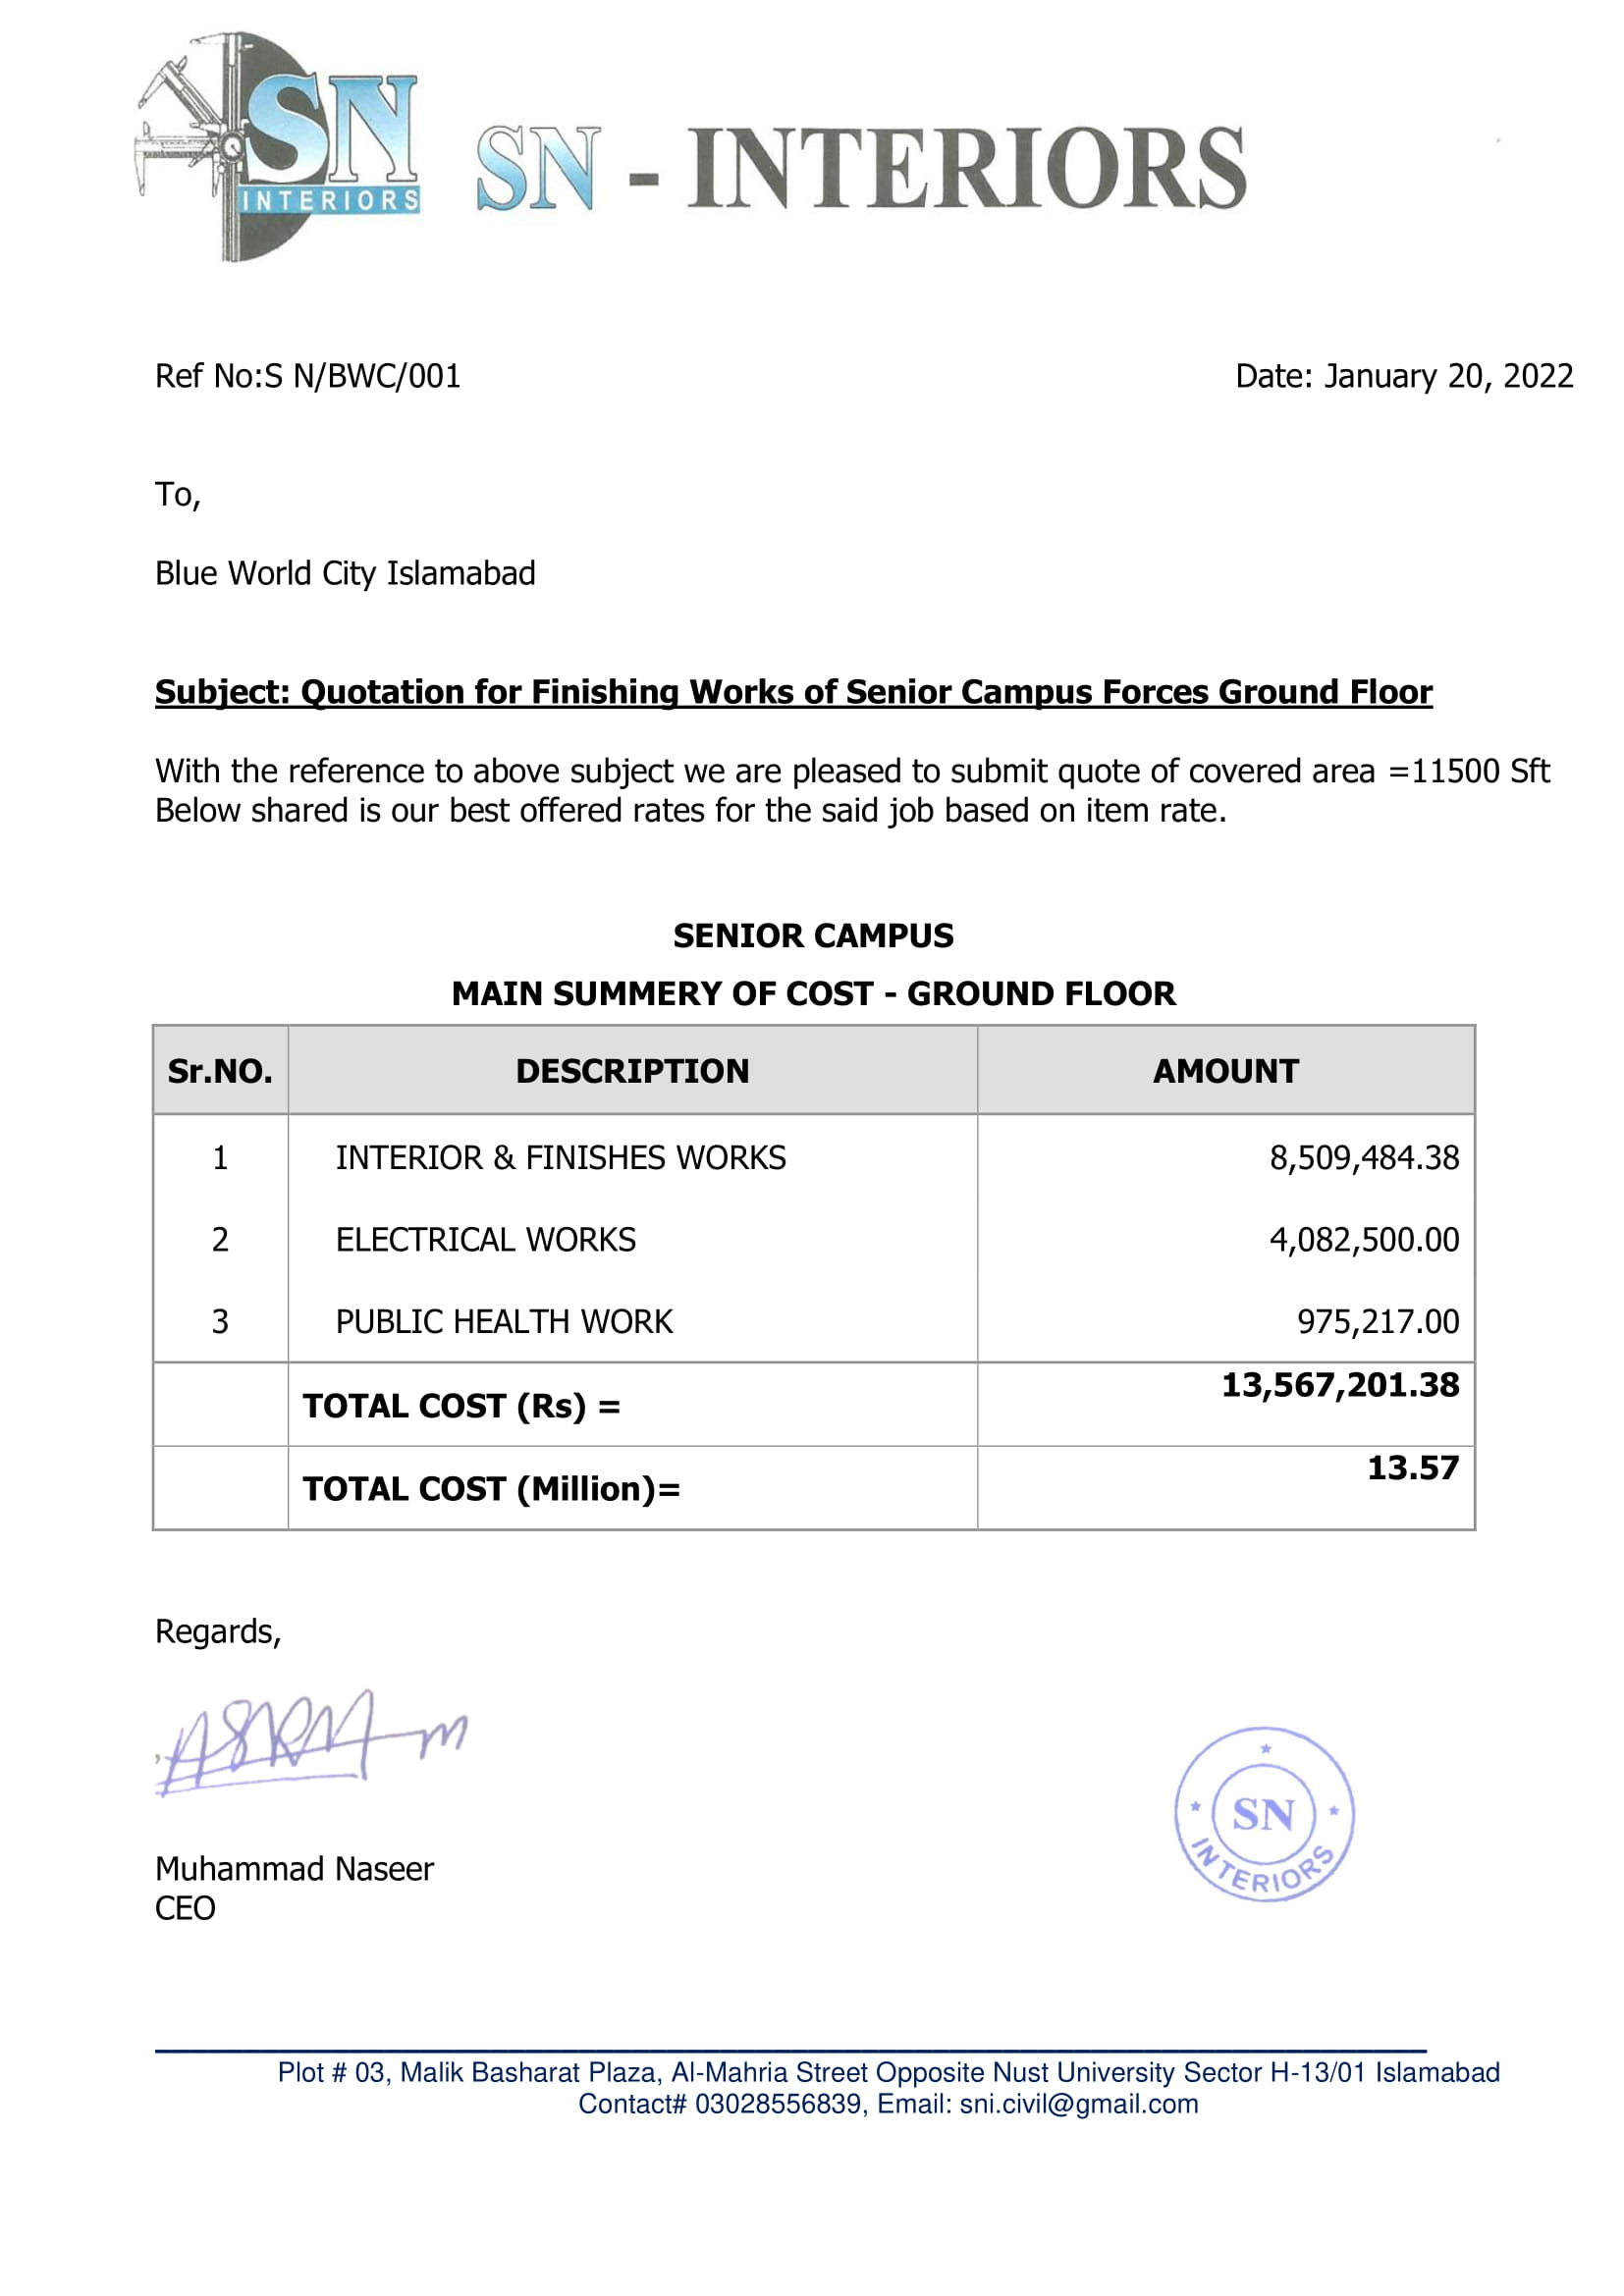 SN
INTERIORS
SN - INTERIORS
Ref No:S N/BWC/001 Date: January 20, 2022
To,
Blue World City Islamabad
Subject: Quotation for Finishing Works of Senior Campus Forces Ground Floor
With the reference to above subject we are pleased to submit quote of covered area =11500 Sft
Below shared is our best offered rates for the said job based on item rate.
SENIOR CAMPUS
MAIN SUMMERY OF COST - GROUND FLOOR
Sr.NO. DESCRIPTION AMOUNT
1 INTERIOR & FINISHES WORKS 8,509,484.38
2 ELECTRICAL WORKS 4,082,500.00
3 PUBLIC HEALTH WORK 975,217.00
TOTAL COST (Rs) = 13,567,201.38
TOTAL COST (Million)= 13.57
Regards,
Muhammad Naseer
CEO
SN
INTERIORS
Plot # 03, Malik Basharat Plaza, Al-Mahria Street Opposite Nust University Sector H-13/01 Islamabad
Contact# 03028556839, Email: sni.civil@gmail.com